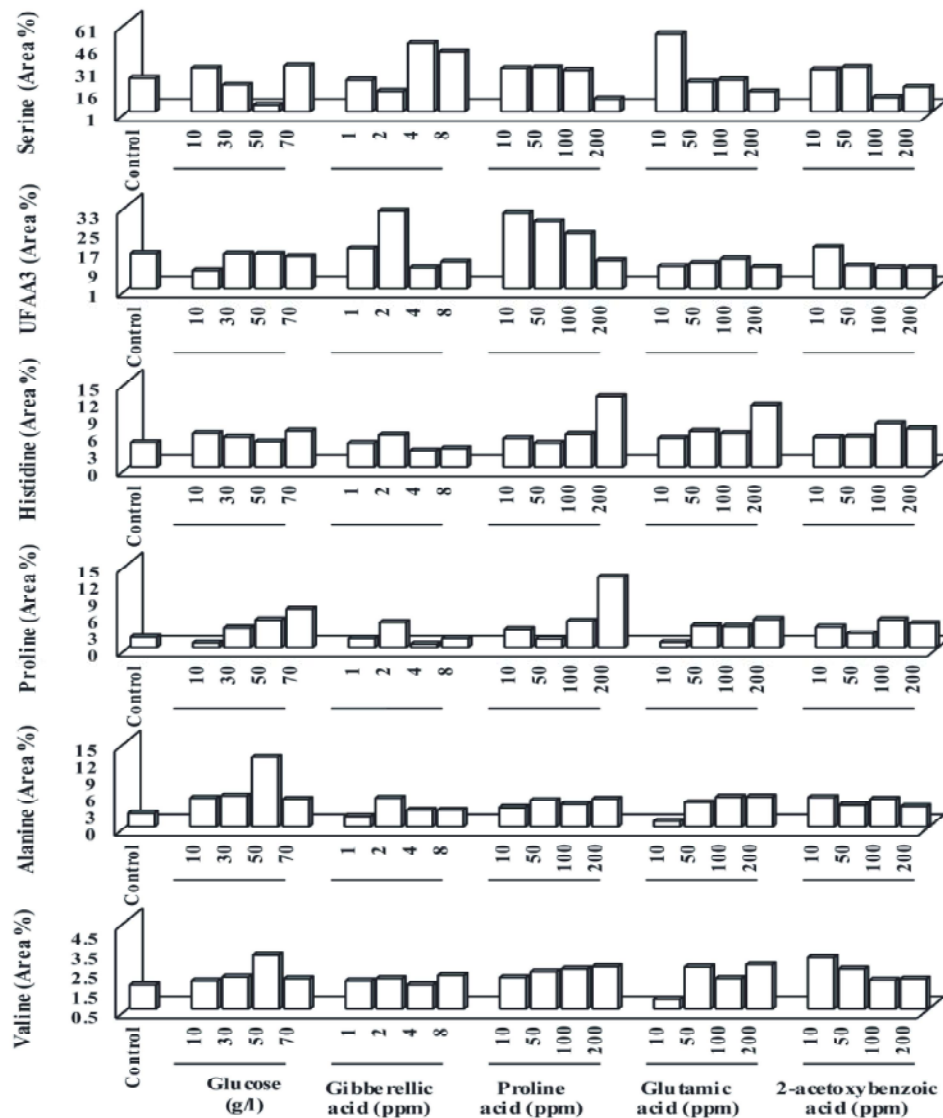 Serine (Area %)
61
46
31
16
1
Control
10 30 50 70
1 2 4 8
10 50 100 200
10 50 100 200
10 50 100 200
UFAA3 (Area %)
33
25
17
9
1
Control
10 30 50 70
1 2 4 8
10 50 100 200
10 50 100 200
10 50 100 200
Histidine (Area %)
15
12
9
6
3
0
Control
10 30 50 70
1 2 4 8
10 50 100 200
10 50 100 200
10 50 100 200
Proline (Area %)
15
12
9
6
3
0
Control
10 30 50 70
1 2 4 8
10 50 100 200
10 50 100 200
10 50 100 200
Alanine (Area %)
15
12
9
6
3
0
Control
10 30 50 70
1 2 4 8
10 50 100 200
10 50 100 200
10 50 100 200
Valine (Area %)
4.5
3.5
2.5
1.5
0.5
Control
10 30 50 70
1 2 4 8
10 50 100 200
10 50 100 200
10 50 100 200
Glucose
(g/l)
Gibberellic
acid (ppm)
Proline
acid (ppm)
Glutamic
acid (ppm)
2-acetoxybenzoic
acid (ppm)